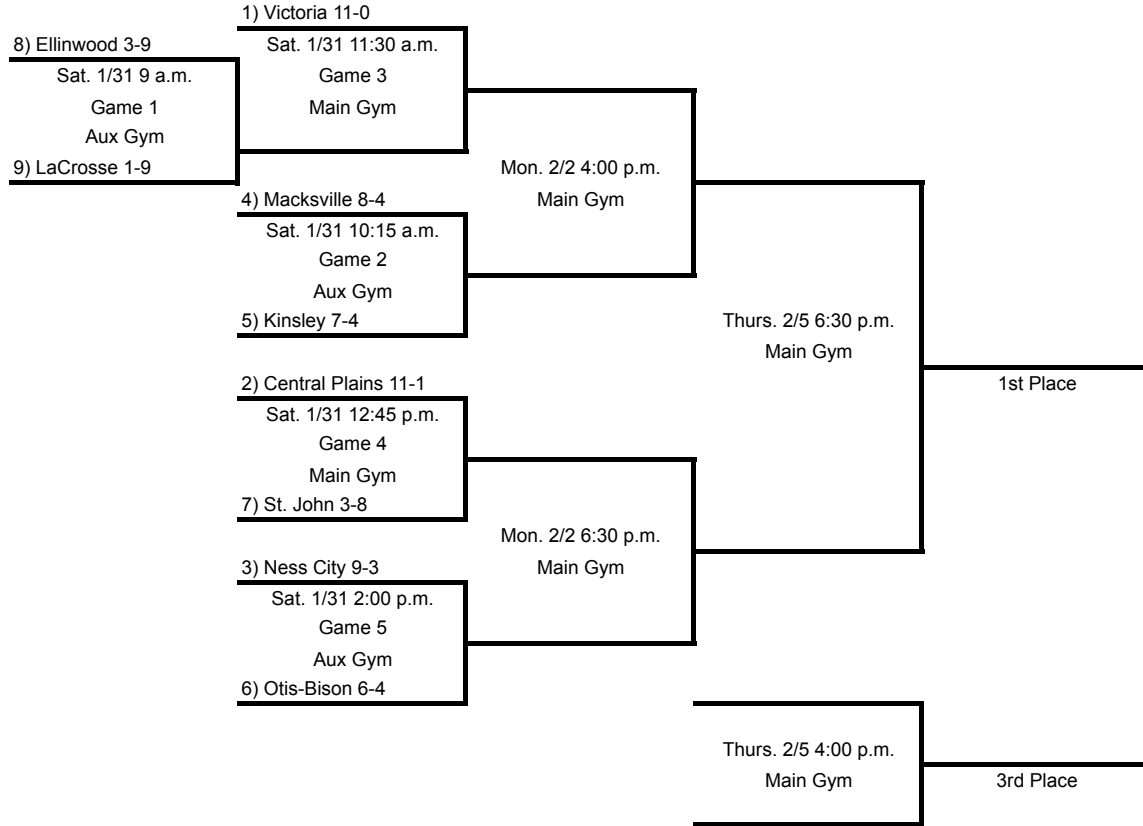 1) Victoria 11-0
8) Ellinwood 3-9
Sat. 1/31 11:30 a.m.
Sat. 1/31 9 a.m.
Game 3
Game 1
Main Gym
Aux Gym
9) LaCrosse 1-9
Mon. 2/2 4:00 p.m.
Main Gym
4) Macksville 8-4
Sat. 1/31 10:15 a.m.
Game 2
Aux Gym
5) Kinsley 7-4
Thurs. 2/5 6:30 p.m.
Main Gym
1st Place
2) Central Plains 11-1
Sat. 1/31 12:45 p.m.
Game 4
Main Gym
7) St. John 3-8
Mon. 2/2 6:30 p.m.
Main Gym
3) Ness City 9-3
Sat. 1/31 2:00 p.m.
Game 5
Aux Gym
6) Otis-Bison 6-4
Thurs. 2/5 4:00 p.m.
Main Gym
3rd Place